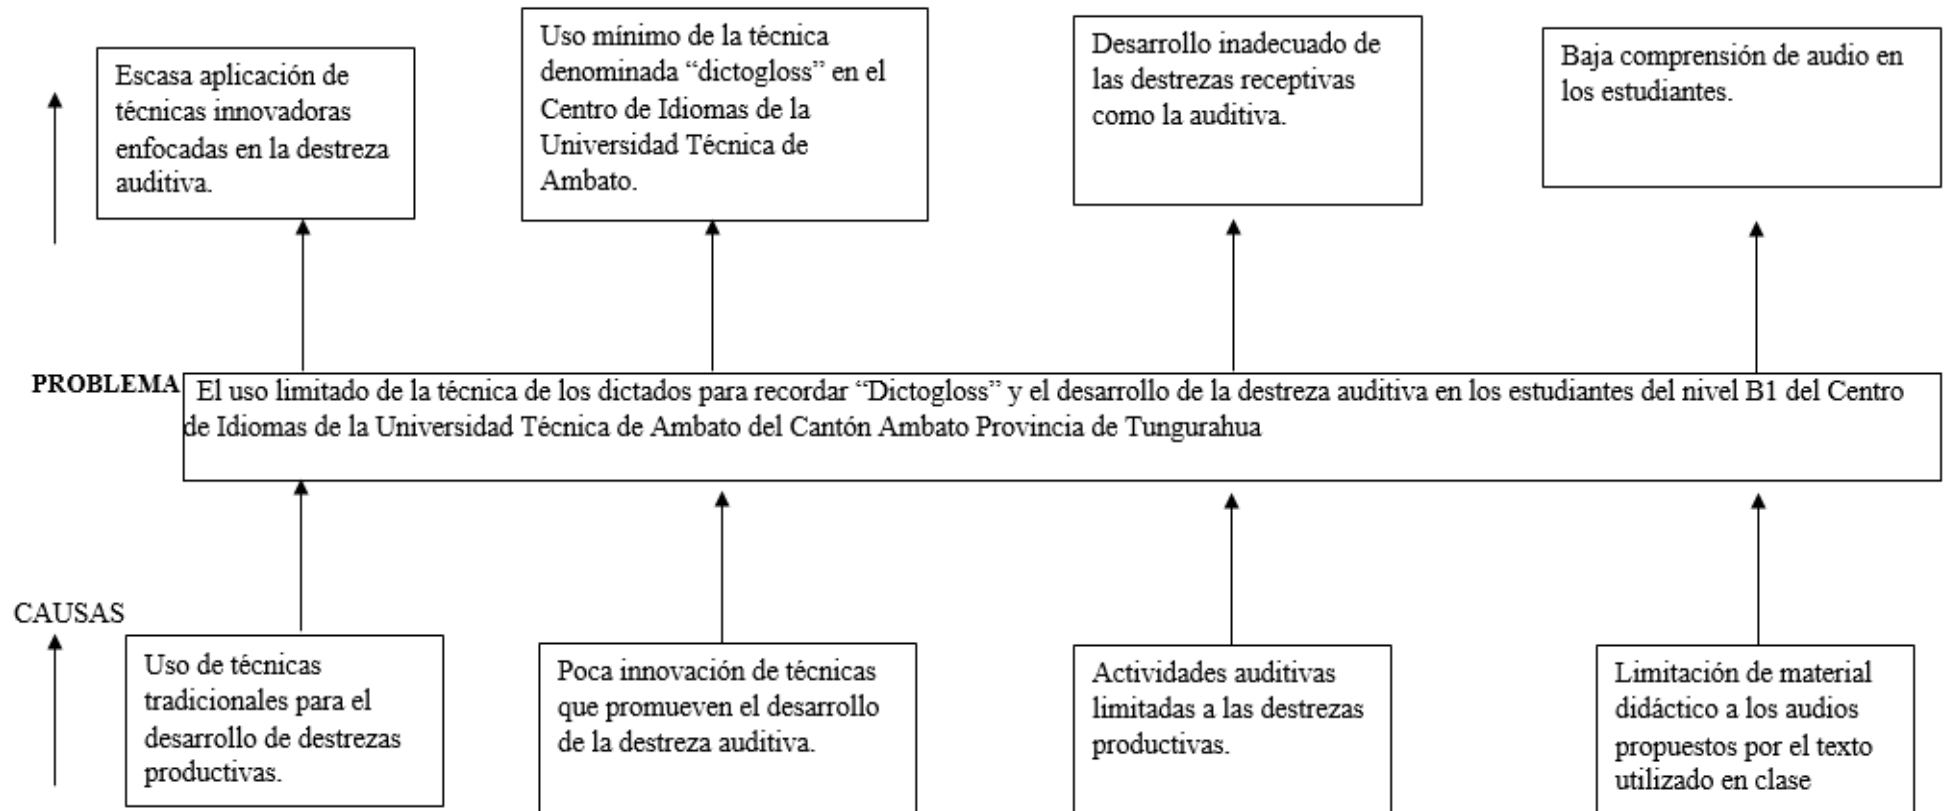 Escasa aplicación de
técnicas innovadoras
enfocadas en la destreza
auditiva.
Uso mínimo de la técnica
denominada “dictogloss” en el
Centro de Idiomas de la
Universidad Técnica de
Ambato.
Desarrollo inadecuado de
las destrezas receptivas
como la auditiva.
Baja comprensión de audio en
los estudiantes.
PROBLEMA
El uso limitado de la técnica de los dictados para recordar “Dictogloss” y el desarrollo de la destreza auditiva en los estudiantes del nivel B1 del Centro
de Idiomas de la Universidad Técnica de Ambato del Cantón Ambato Provincia de Tungurahua
CAUSAS
Uso de técnicas
tradicionales para el
desarrollo de destrezas
productivas.
Poca innovación de técnicas
que promueven el desarrollo
de la destreza auditiva.
Actividades auditivas
limitadas a las destrezas
productivas.
Limitación de material
didáctico a los audios
propuestos por el texto
utilizado en clase